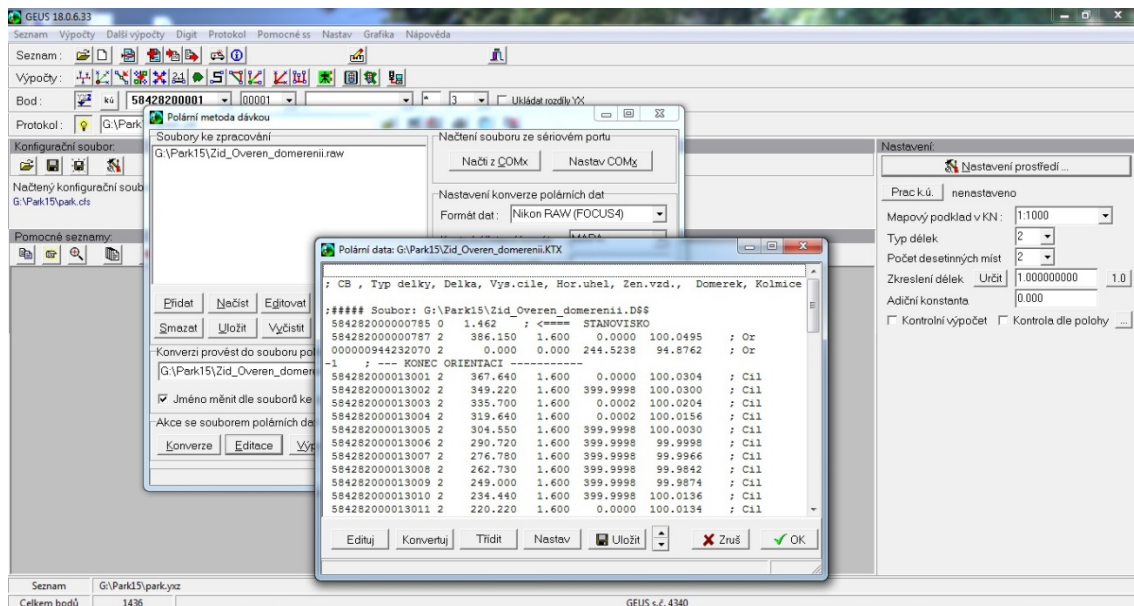 GEUS 18.0.6.33
Seznam Výpočty Další výpočty Digit Protokol Pomocné ss Nastav Grafika Nápověda
Seznam :
Výpočty :
Bod : kú 58428200001 00001 * 3 Ukládat rozdíly YX
Protokol : G:\Park
Konfigurační soubor:
Načtený konfigurační soub
G:\Park15\park.cfs
Pomocné seznamy:
Polární metoda dávkou
Soubory ke zpracování
G:\Park15\Zid_Overen_domerenii.raw
Načtení souboru ze sériovém portu
Načti z COMx Nastav COMx
Nastavení konverze polárních dat
Formát dat : Nikon RAW (FOCUS4)
Přidat Načíst Editovat
Smazat Uložit Vyčistit
Konverzi provést do souboru pol
G:\Park15\Zid_Overen_domeren
Jméno měnit dle souborů ke
Akce se souborem polárních da
Konverze Editace Výp
Polární data: G:\Park15\Zid_Overen_domerenii.KTX
; CB , Typ delky, Delka, Vys.cile, Hor.uhel, Zen.vzd., Domerek, Kolmice
;##### Soubor: G:\Park15\Zid_Overen_domerenii.D$$
584282000000785 0 1.462 ; <==== STANOVISKO
584282000000787 2 386.150 1.600 0.0000 100.0495 ; Or
000000944232070 2 0.000 0.000 244.5238 94.8762 ; Or
-1 ; --- KONEC ORIENTACI -----------
584282000013001 2 367.640 1.600 0.0000 100.0304 ; Cil
584282000013002 2 349.220 1.600 399.9998 100.0300 ; Cil
584282000013003 2 335.700 1.600 0.0002 100.0204 ; Cil
584282000013004 2 319.640 1.600 0.0002 100.0156 ; Cil
584282000013005 2 304.550 1.600 399.9998 100.0030 ; Cil
584282000013006 2 290.720 1.600 399.9998 99.9998 ; Cil
584282000013007 2 276.780 1.600 399.9998 99.9966 ; Cil
584282000013008 2 262.730 1.600 399.9998 99.9842 ; Cil
584282000013009 2 249.000 1.600 399.9998 99.9874 ; Cil
584282000013010 2 234.440 1.600 399.9998 100.0136 ; Cil
584282000013011 2 220.220 1.600 0.0000 100.0134 ; Cil
Edituj Konvertuj Třídit Nastav Uložit Zruš OK
Nastavení:
Nastavení prostředí ...
Prac k.ú. nenastaveno
Mapový podklad v KN : 1:1000
Typ délek 2
Počet desetinných míst 2
Zkreslení délek Určit 1.000000000 1.0
Adiční konstanta 0.000
Kontrolní výpočet Kontrola dle polohy ...
Seznam G:\Park15\park.yxz
Celkem bodů 1436 GEUS s.č. 4340